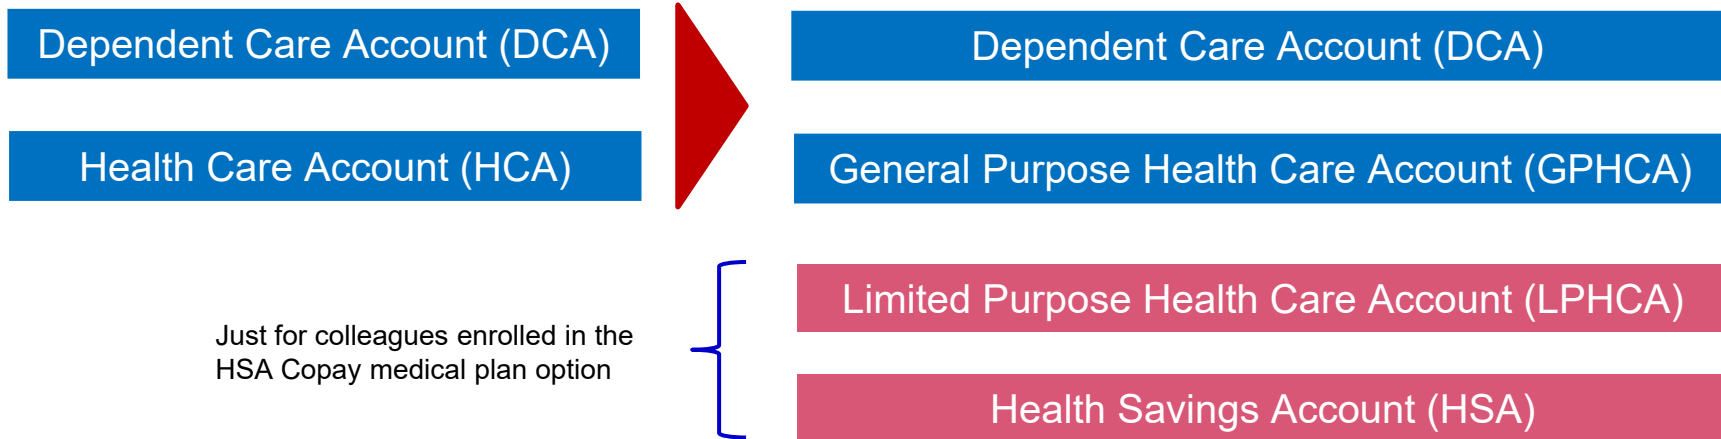 Dependent Care Account (DCA)
Health Care Account (HCA)
Dependent Care Account (DCA)
General Purpose Health Care Account (GPHCA)
Just for colleagues enrolled in the
HSA Copay medical plan option
Limited Purpose Health Care Account (LPHCA)
Health Savings Account (HSA)